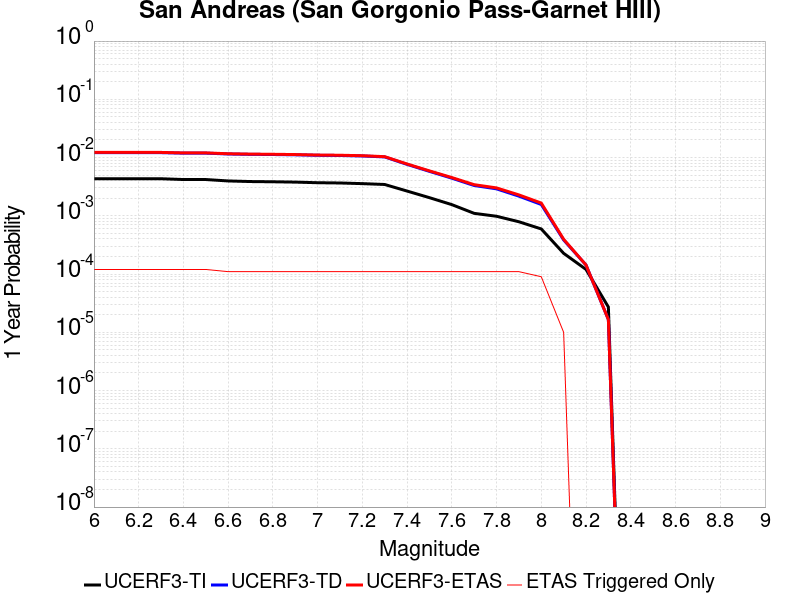 San Andreas (San Gorgonio Pass-Garnet HIll)
10^0
10^-1
10^-2
10^-3
10^-4
10^-5
10^-6
10^-7
10^-8
1 Year Probability
6 6.2 6.4 6.6 6.8 7 7.2 7.4 7.6 7.8 8 8.2 8.4 8.6 8.8 9
Magnitude
UCERF3-TI UCERF3-TD UCERF3-ETAS ETAS Triggered Only